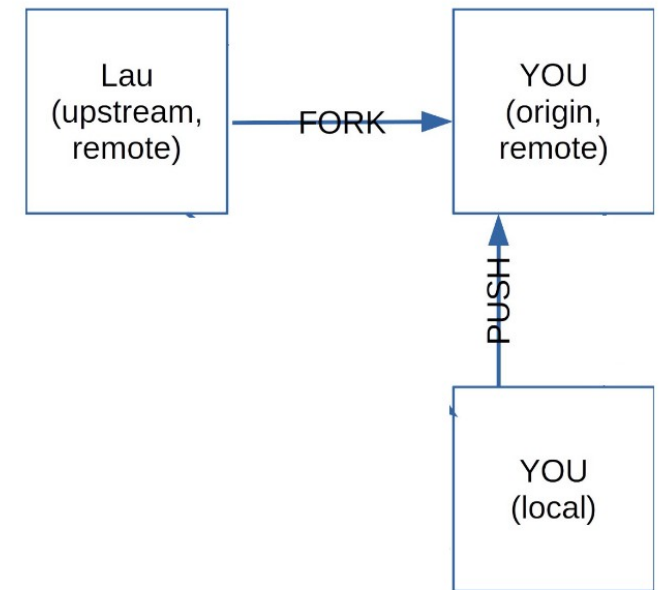 Lau
(upstream,
remote)
FORK
YOU
(origin,
remote)
PUSH
YOU
(local)